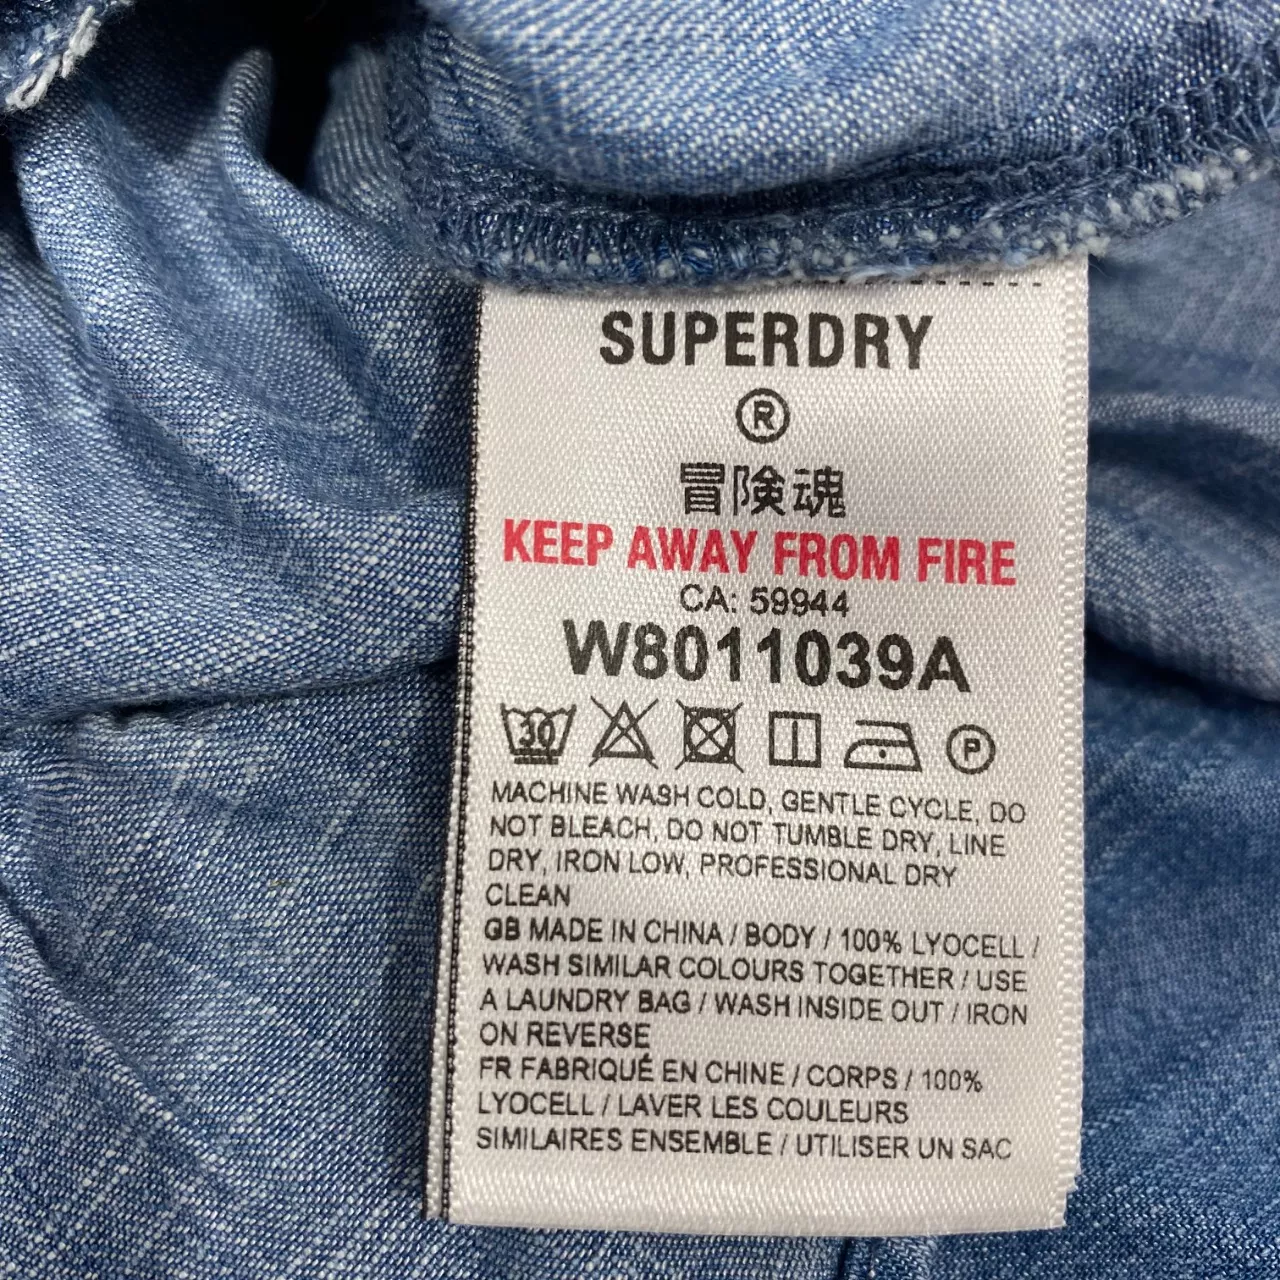 SUPERDRY
®
冒険魂
KEEP AWAY FROM FIRE
CA: 59944
W8011039A
30 P
MACHINE WASH COLD, GENTLE CYCLE, DO
NOT BLEACH, DO NOT TUMBLE DRY, LINE
DRY, IRON LOW, PROFESSIONAL DRY
CLEAN
GB MADE IN CHINA / BODY / 100% LYOCELL /
WASH SIMILAR COLOURS TOGETHER / USE
A LAUNDRY BAG / WASH INSIDE OUT / IRON
ON REVERSE
FR FABRIQUÉ EN CHINE / CORPS / 100%
LYOCELL / LAVER LES COULEURS
SIMILAIRES ENSEMBLE / UTILISER UN SAC